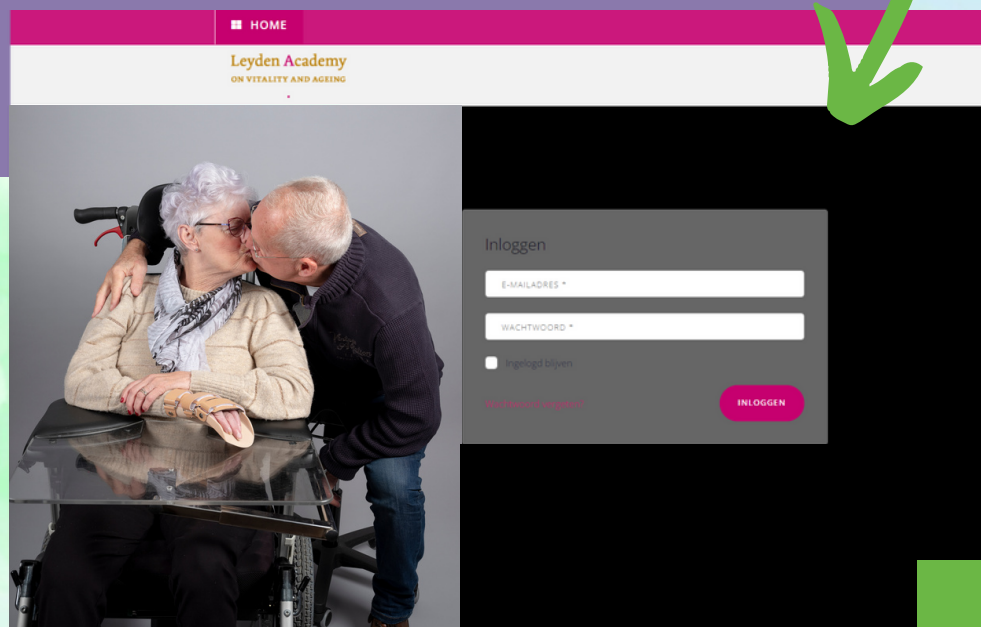 HOME
Leyden Academy
ON VITALITY AND AGEING
Inloggen
E-MAILADRES *
WACHTWOORD *
Ingelogd blijven
INLOGGEN